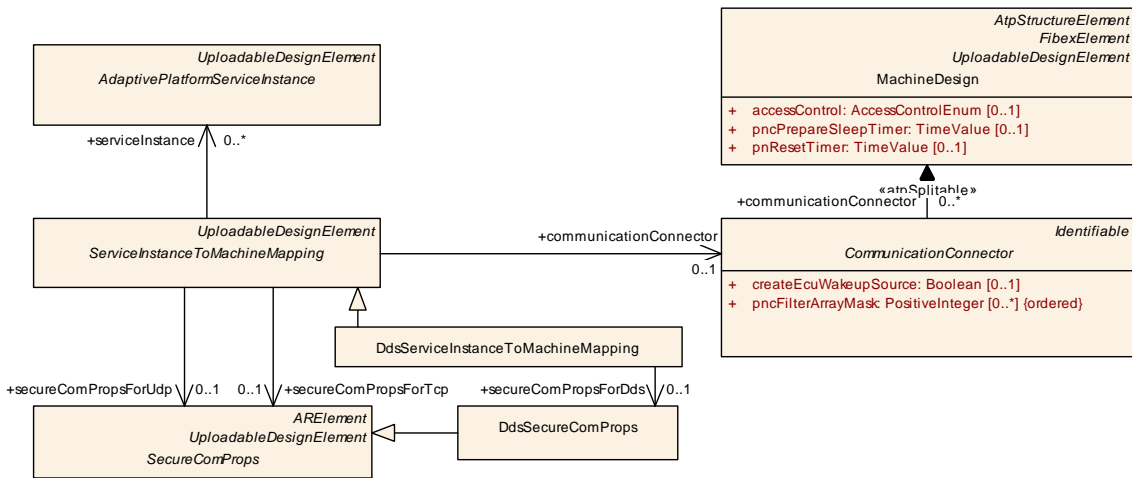 AtpStructureElement
FibexElement
UploadableDesignElement
MachineDesign
+ accessControl: AccessControlEnum [0..1]
+ pncPrepareSleepTimer: TimeValue [0..1]
+ pnResetTimer: TimeValue [0..1]
UploadableDesignElement
AdaptivePlatformServiceInstance
+serviceInstance 0..*
«atpSplitable»
+communicationConnector 0..*
UploadableDesignElement
ServiceInstanceToMachineMapping
+communicationConnector
0..1
Identifiable
CommunicationConnector
+ createEcuWakeupSource: Boolean [0..1]
+ pncFilterArrayMask: PositiveInteger [0..*] {ordered}
DdsServiceInstanceToMachineMapping
+secureComPropsForUdp 0..1
0..1 +secureComPropsForTcp
+secureComPropsForDds 0..1
ARElement
UploadableDesignElement
SecureComProps
DdsSecureComProps